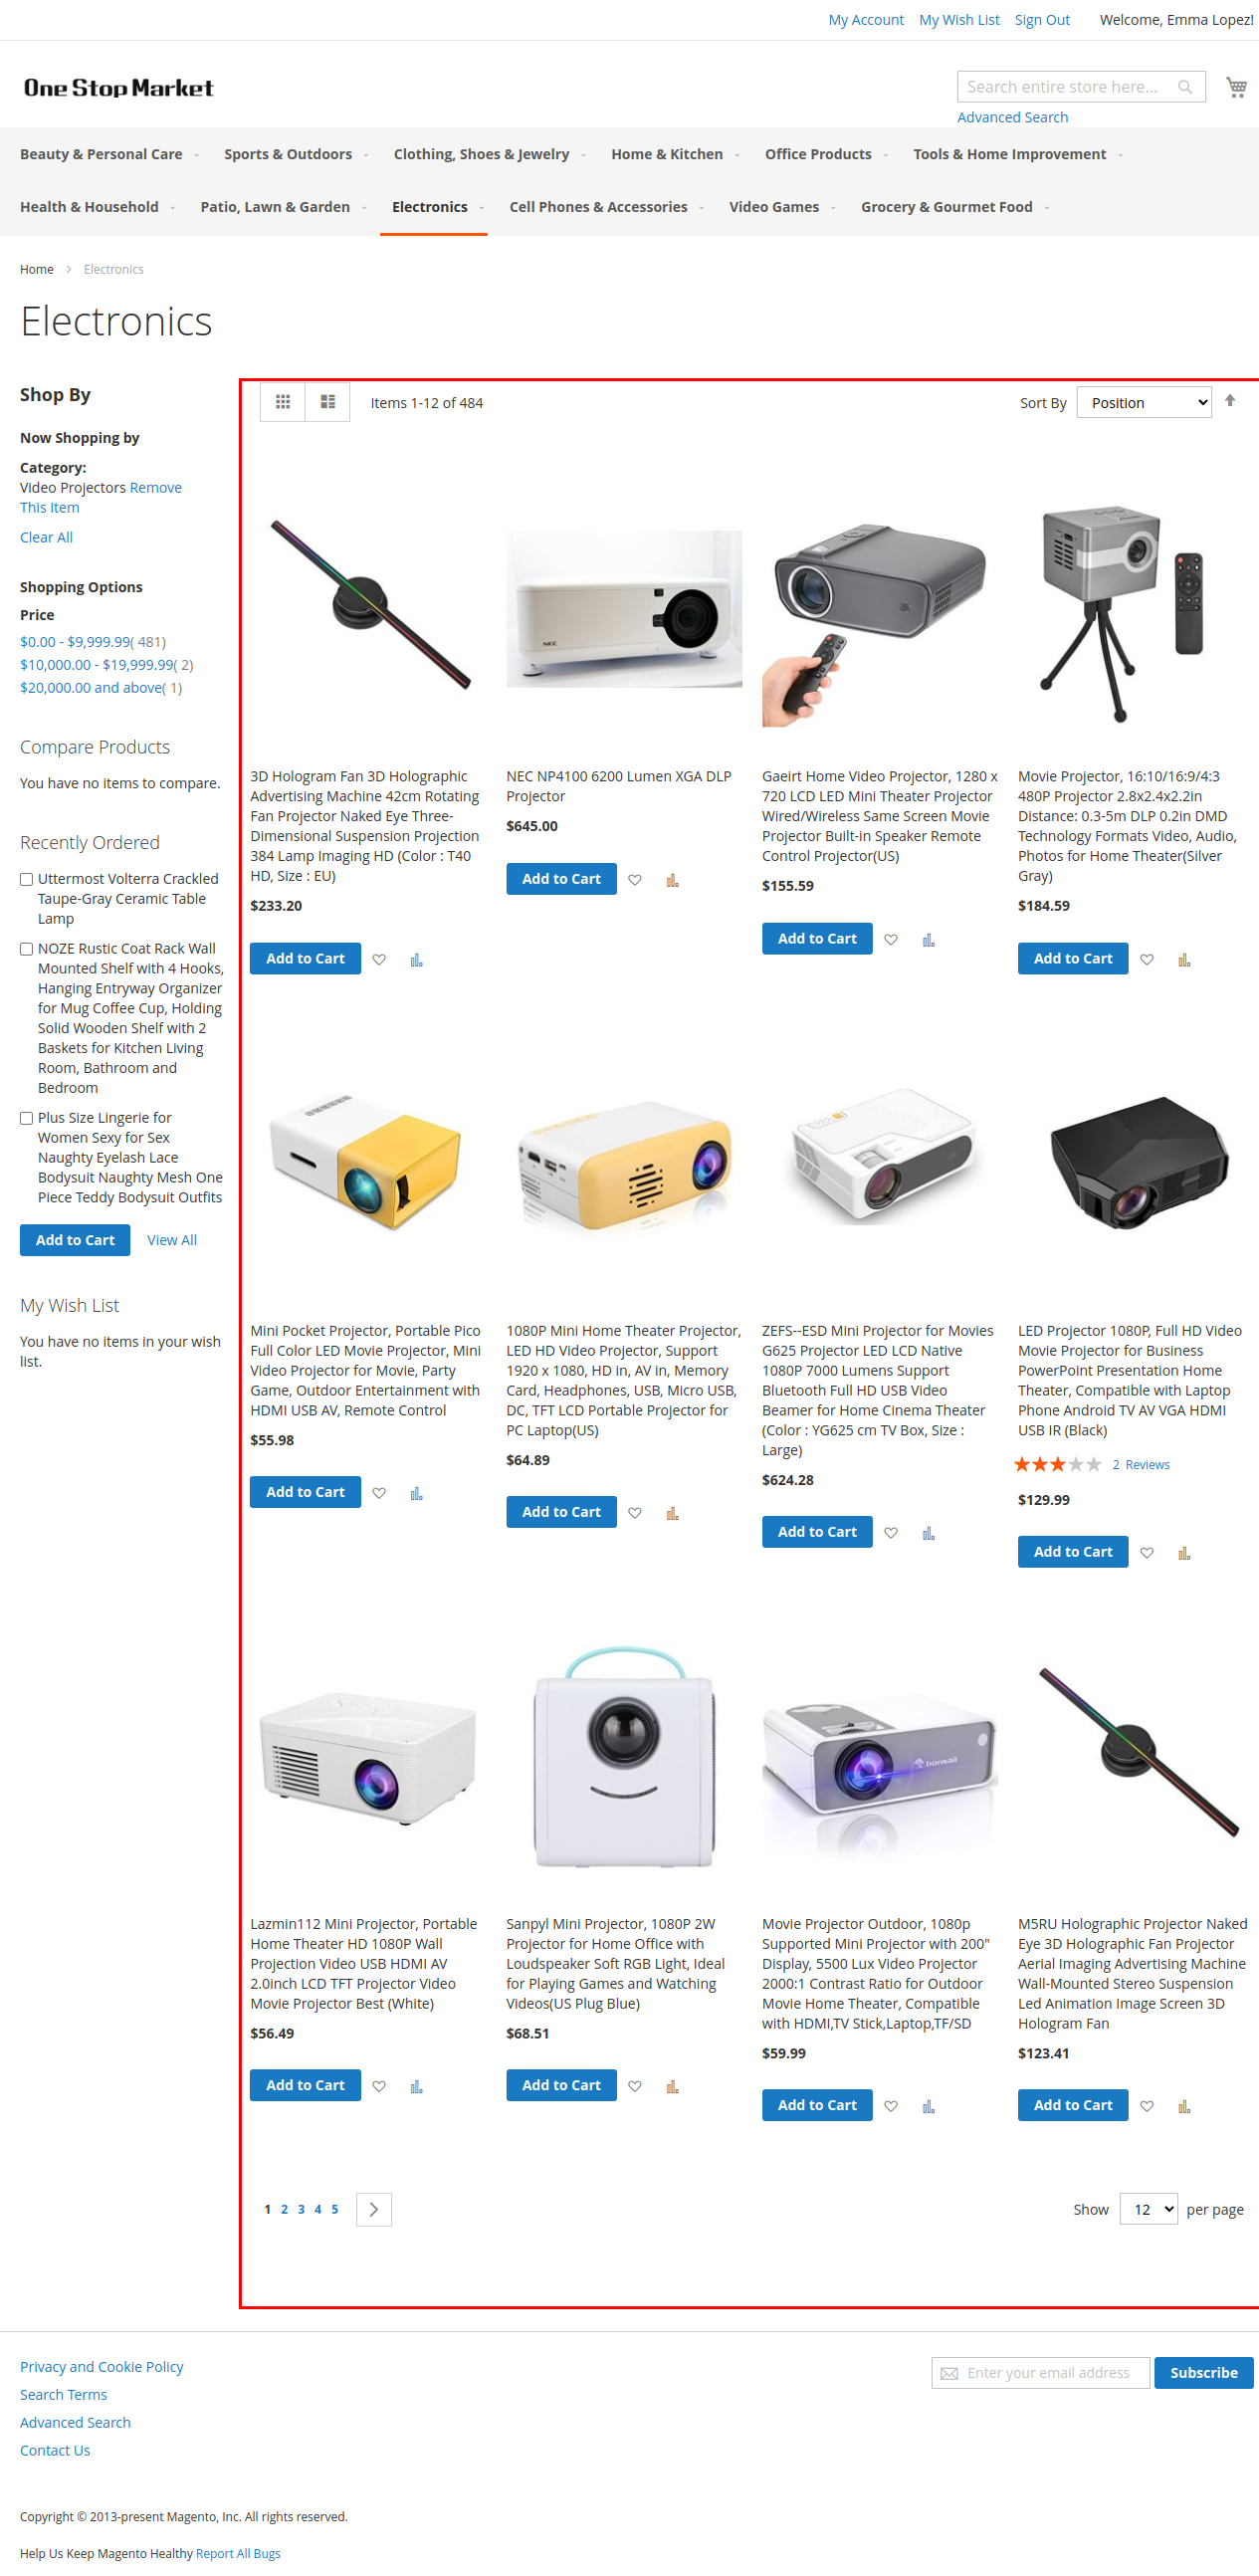 My Account My Wish List Sign Out Welcome, Emma Lopez!
One Stop Market
Search entire store here...
Advanced Search
Beauty & Personal Care Sports & Outdoors Clothing, Shoes & Jewelry Home & Kitchen Office Products Tools & Home Improvement
Health & Household Patio, Lawn & Garden Electronics Cell Phones & Accessories Video Games Grocery & Gourmet Food
Home Electronics
Electronics
Shop By
Now Shopping by
Category:
Video Projectors Remove
This Item
Clear All
Shopping Options
Price
$0.00 - $9,999.99( 481)
$10,000.00 - $19,999.99( 2)
$20,000.00 and above( 1)
Compare Products
You have no items to compare.
Recently Ordered
Uttermost Volterra Crackled
Taupe-Gray Ceramic Table
Lamp
NOZE Rustic Coat Rack Wall
Mounted Shelf with 4 Hooks,
Hanging Entryway Organizer
for Mug Coffee Cup, Holding
Solid Wooden Shelf with 2
Baskets for Kitchen Living
Room, Bathroom and
Bedroom
Plus Size Lingerie for
Women Sexy for Sex
Naughty Eyelash Lace
Bodysuit Naughty Mesh One
Piece Teddy Bodysuit Outfits
Add to Cart View All
My Wish List
You have no items in your wish
list.
Items 1-12 of 484
Sort By Position
NEC
3D Hologram Fan 3D Holographic
Advertising Machine 42cm Rotating
Fan Projector Naked Eye Three-
Dimensional Suspension Projection
384 Lamp Imaging HD (Color : T40
HD, Size : EU)
$233.20
Add to Cart
NEC NP4100 6200 Lumen XGA DLP
Projector
$645.00
Add to Cart
Gaeirt Home Video Projector, 1280 x
720 LCD LED Mini Theater Projector
Wired/Wireless Same Screen Movie
Projector Built-in Speaker Remote
Control Projector(US)
$155.59
Add to Cart
Movie Projector, 16:10/16:9/4:3
480P Projector 2.8x2.4x2.2in
Distance: 0.3-5m DLP 0.2in DMD
Technology Formats Video, Audio,
Photos for Home Theater(Silver
Gray)
$184.59
Add to Cart
Mini Pocket Projector, Portable Pico
Full Color LED Movie Projector, Mini
Video Projector for Movie, Party
Game, Outdoor Entertainment with
HDMI USB AV, Remote Control
$55.98
Add to Cart
1080P Mini Home Theater Projector,
LED HD Video Projector, Support
1920 x 1080, HD in, AV in, Memory
Card, Headphones, USB, Micro USB,
DC, TFT LCD Portable Projector for
PC Laptop(US)
$64.89
Add to Cart
ZEFS--ESD Mini Projector for Movies
G625 Projector LED LCD Native
1080P 7000 Lumens Support
Bluetooth Full HD USB Video
Beamer for Home Cinema Theater
(Color : YG625 cm TV Box, Size :
Large)
$624.28
Add to Cart
LED Projector 1080P, Full HD Video
Movie Projector for Business
PowerPoint Presentation Home
Theater, Compatible with Laptop
Phone Android TV AV VGA HDMI
USB IR (Black)
2 Reviews
$129.99
Add to Cart
bonsaii
Lazmin112 Mini Projector, Portable
Home Theater HD 1080P Wall
Projection Video USB HDMI AV
2.0inch LCD TFT Projector Video
Movie Projector Best (White)
$56.49
Add to Cart
Sanpyl Mini Projector, 1080P 2W
Projector for Home Office with
Loudspeaker Soft RGB Light, Ideal
for Playing Games and Watching
Videos(US Plug Blue)
$68.51
Add to Cart
Movie Projector Outdoor, 1080p
Supported Mini Projector with 200"
Display, 5500 Lux Video Projector
2000:1 Contrast Ratio for Outdoor
Movie Home Theater, Compatible
with HDMI,TV Stick,Laptop,TF/SD
$59.99
Add to Cart
M5RU Holographic Projector Naked
Eye 3D Holographic Fan Projector
Aerial Imaging Advertising Machine
Wall-Mounted Stereo Suspension
Led Animation Image Screen 3D
Hologram Fan
$123.41
Add to Cart
1 2 3 4 5
Show 12 per page
Privacy and Cookie Policy
Search Terms
Advanced Search
Contact Us
Enter your email address Subscribe
Copyright © 2013-present Magento, Inc. All rights reserved.
Help Us Keep Magento Healthy Report All Bugs